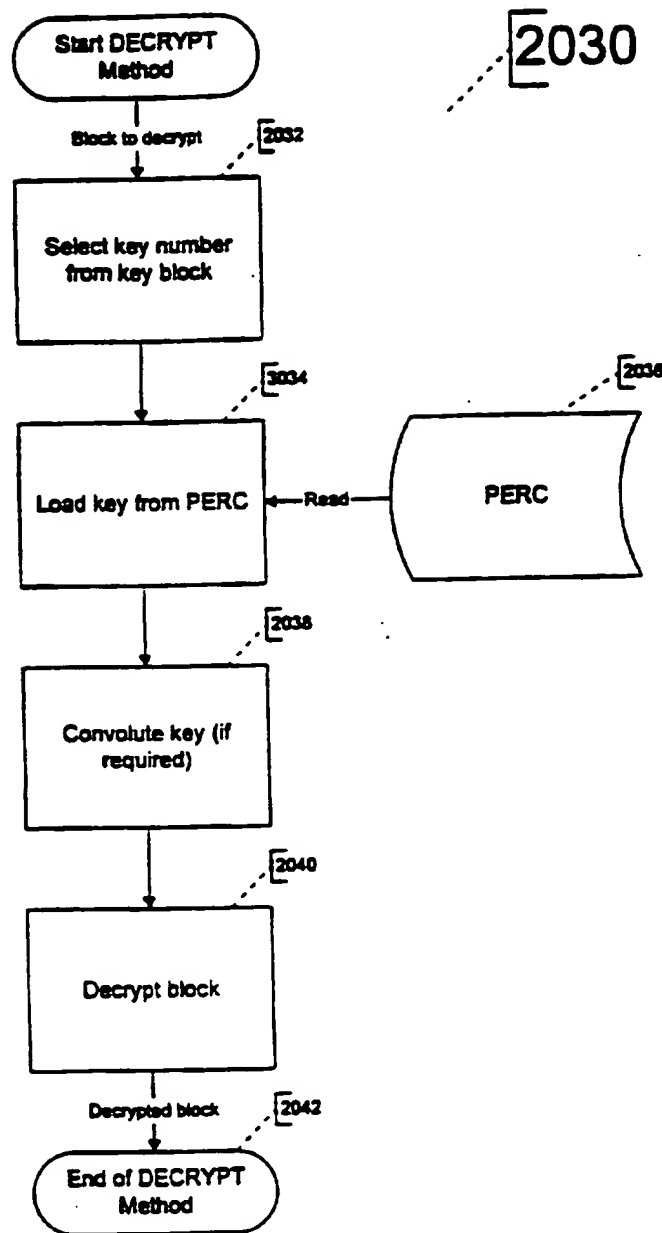 Start DECRYPT
Method
2030
Block to decrypt
2032
Select key number
from key block
3034
2036
Load key from PERC
Read
PERC
2038
Convolute key (if
required)
2040
Decrypt block
Decrypted block
2042
End of DECRYPT
Method